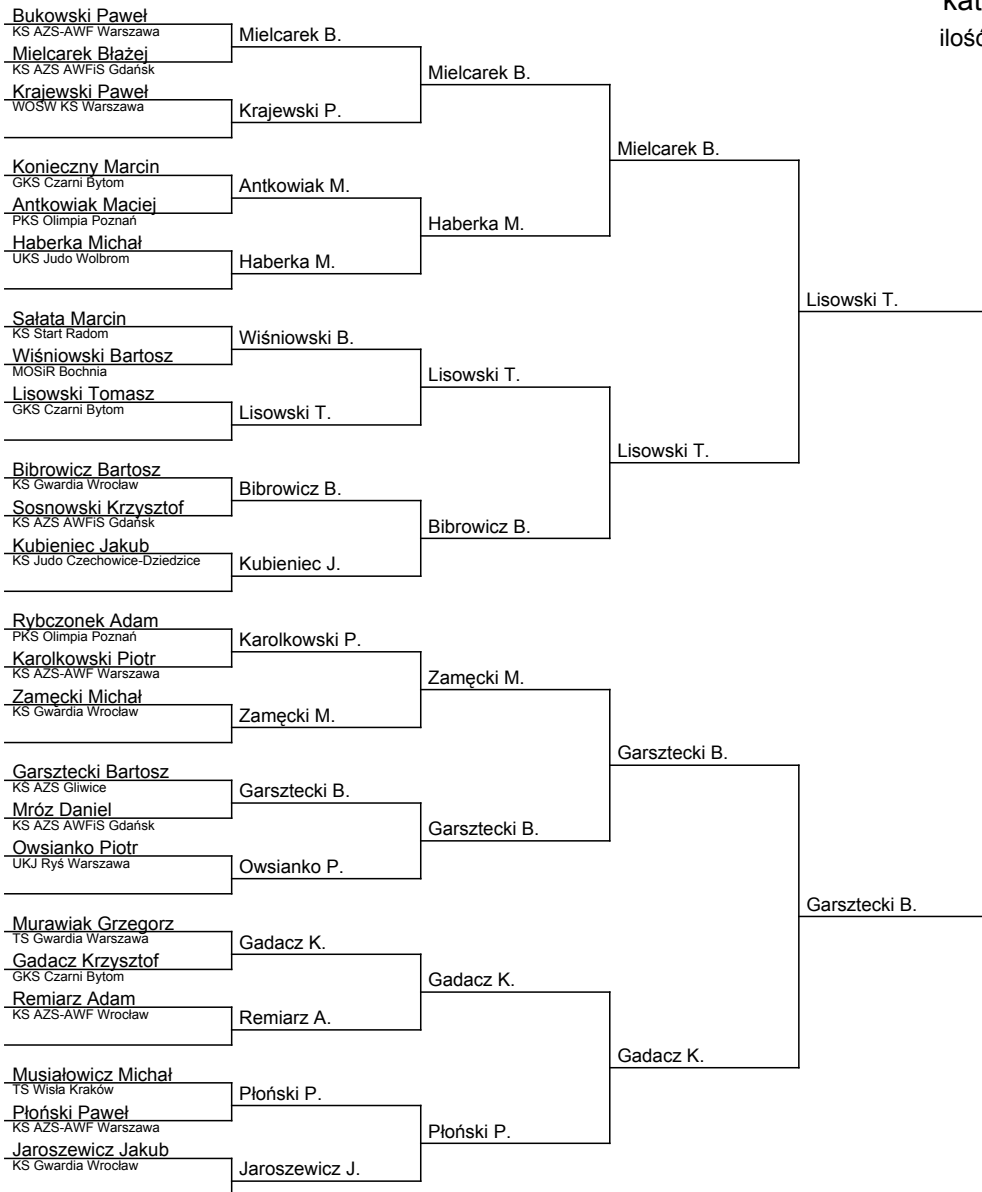 kat
ilość
Bukowski Paweł
KS AZS-AWF Warszawa
Mielcarek Błażej
KS AZS AWFiS Gdańsk
Krajewski Paweł
WOSW KS Warszawa
Konieczny Marcin
GKS Czarni Bytom
Antkowiak Maciej
PKS Olimpia Poznań
Haberka Michał
UKS Judo Wolbrom
Sałata Marcin
KS Start Radom
Wiśniowski Bartosz
MOSiR Bochnia
Lisowski Tomasz
GKS Czarni Bytom
Bibrowicz Bartosz
KS Gwardia Wrocław
Sosnowski Krzysztof
KS AZS AWFiS Gdańsk
Kubieniec Jakub
KS Judo Czechowice-Dziedzice
Rybczonek Adam
PKS Olimpia Poznań
Karolkowski Piotr
KS AZS-AWF Warszawa
Zamęcki Michał
KS Gwardia Wrocław
Garsztecki Bartosz
KS AZS Gliwice
Mróz Daniel
KS AZS AWFiS Gdańsk
Owsianko Piotr
UKJ Ryś Warszawa
Murawiak Grzegorz
TS Gwardia Warszawa
Gadacz Krzysztof
GKS Czarni Bytom
Remiarz Adam
KS AZS-AWF Wrocław
Musiałowicz Michał
TS Wisła Kraków
Płoński Paweł
KS AZS-AWF Warszawa
Jaroszewicz Jakub
KS Gwardia Wrocław
Mielcarek B.
Krajewski P.
Antkowiak M.
Haberka M.
Wiśniowski B.
Lisowski T.
Bibrowicz B.
Kubieniec J.
Karolkowski P.
Zamęcki M.
Garsztecki B.
Owsianko P.
Gadacz K.
Remiarz A.
Płoński P.
Jaroszewicz J.
Mielcarek B.
Haberka M.
Lisowski T.
Bibrowicz B.
Zamęcki M.
Garsztecki B.
Gadacz K.
Płoński P.
Mielcarek B.
Lisowski T.
Garsztecki B.
Gadacz K.
Lisowski T.
Garsztecki B.